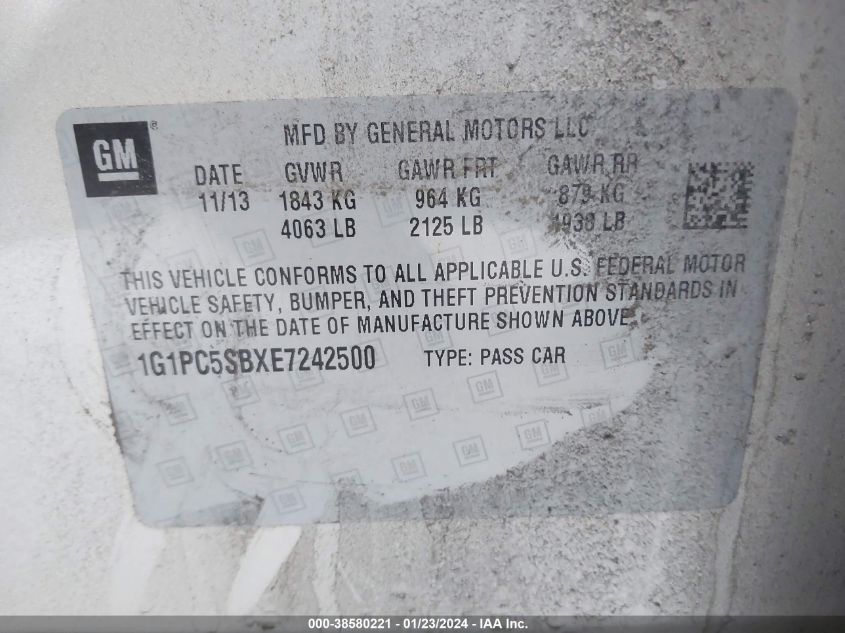 GM ®
MFD BY GENERAL MOTORS LLC
DATE GVWR GAWR FRT GAWR RR
11/13 1843 KG 964 KG 879 KG
4063 LB 2125 LB 1938 LB
THIS VEHICLE CONFORMS TO ALL APPLICABLE U.S. FEDERAL MOTOR
VEHICLE SAFETY, BUMPER, AND THEFT PREVENTION STANDARDS IN
EFFECT ON THE DATE OF MANUFACTURE SHOWN ABOVE.
1G1PC5SBXE7242500 TYPE: PASS CAR
000-38580221 - 01/23/2024 - IAA Inc.